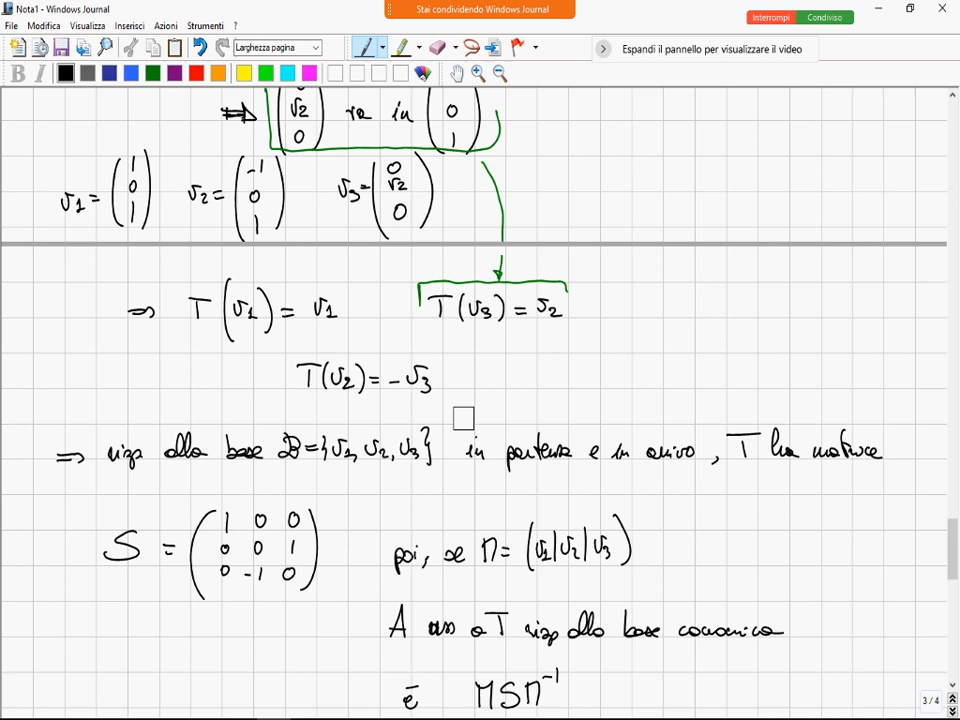 Nota1 - Windows Journal
Stai condividendo Windows Journal
File Modifica Visualizza Inserisci Azioni Strumenti ?
Interrompi Condiviso
Larghezza pagina
Espandi il pannello per visualizzare il video
B I
⇒ (√2 0) va in (0 1)
v1 = (1 0 1) v2 = (-1 0 1) v3 = (0 √2 0)
⇒ T(v1) = v1 T(v3) = v2
T(v2) = -v3
⇒ risp alla base B = {v1, v2, v3} in partenza e in arrivo, T ha matrice
S = (1 0 0
0 0 1
0 -1 0)
poi, se M = (v1|v2|v3)
A ass a T risp alla base canonica
è MSM⁻¹
3 / 4